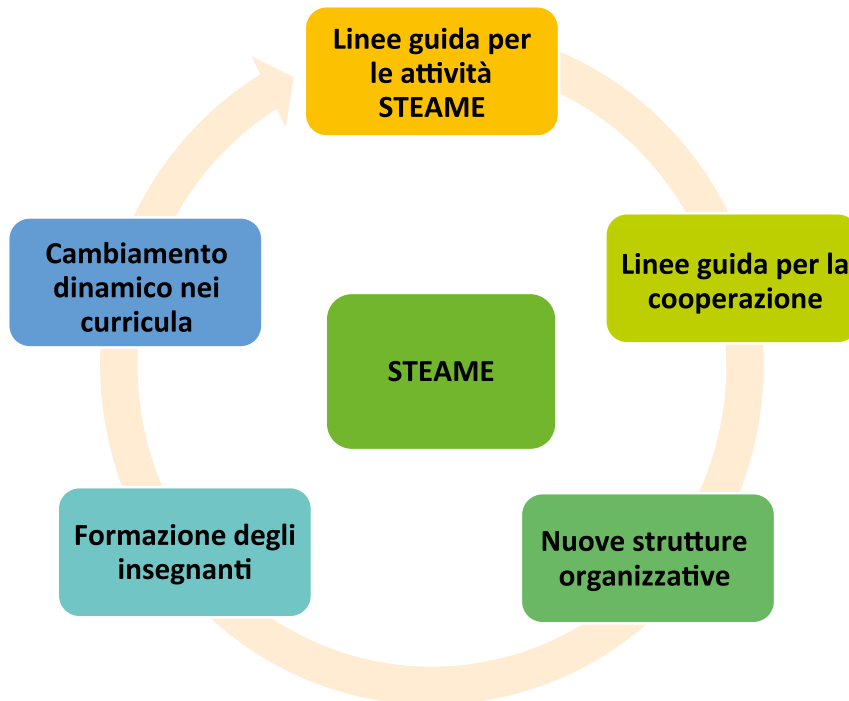 Linee guida per
le attività
STEAME
Linee guida per la
cooperazione
Nuove strutture
organizzative
Formazione degli
insegnanti
Cambiamento
dinamico nei
curricula
STEAME